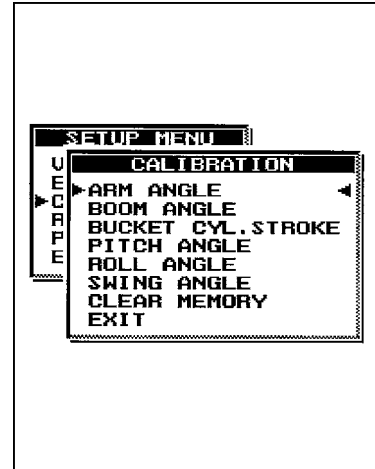 SETUP MENU
V
E
C
A
P
E
CALIBRATION
ARM ANGLE
BOOM ANGLE
BUCKET CYL.STROKE
PITCH ANGLE
ROLL ANGLE
SWING ANGLE
CLEAR MEMORY
EXIT